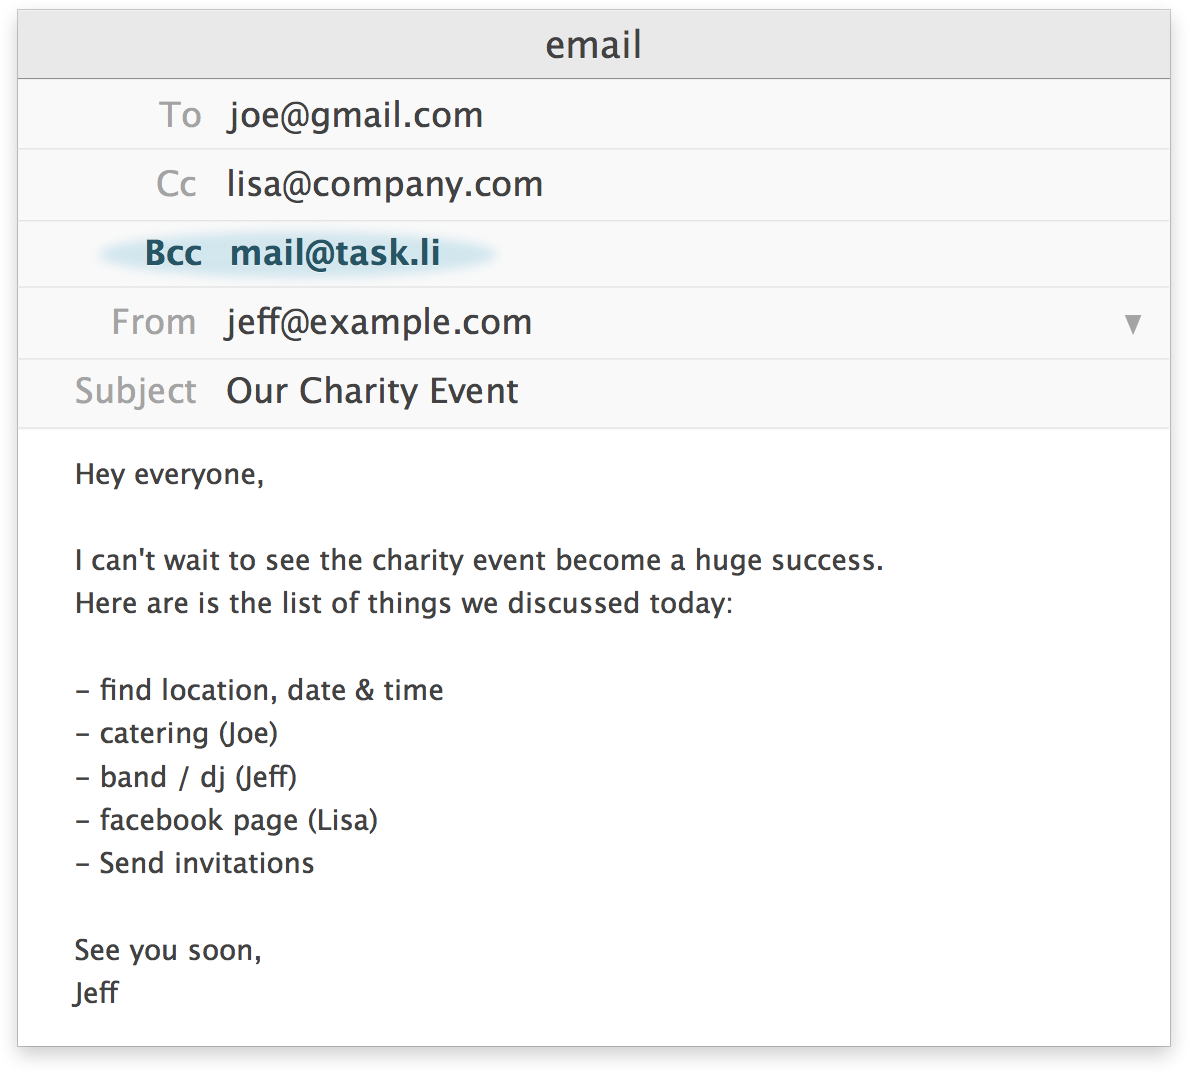 email
To joe@gmail.com
Cc lisa@company.com
Bcc mail@task.li
From jeff@example.com
Subject Our Charity Event
Hey everyone,
I can't wait to see the charity event become a huge success.
Here are is the list of things we discussed today:
– find location, date & time
– catering (Joe)
– band / dj (Jeff)
– facebook page (Lisa)
– Send invitations
See you soon,
Jeff